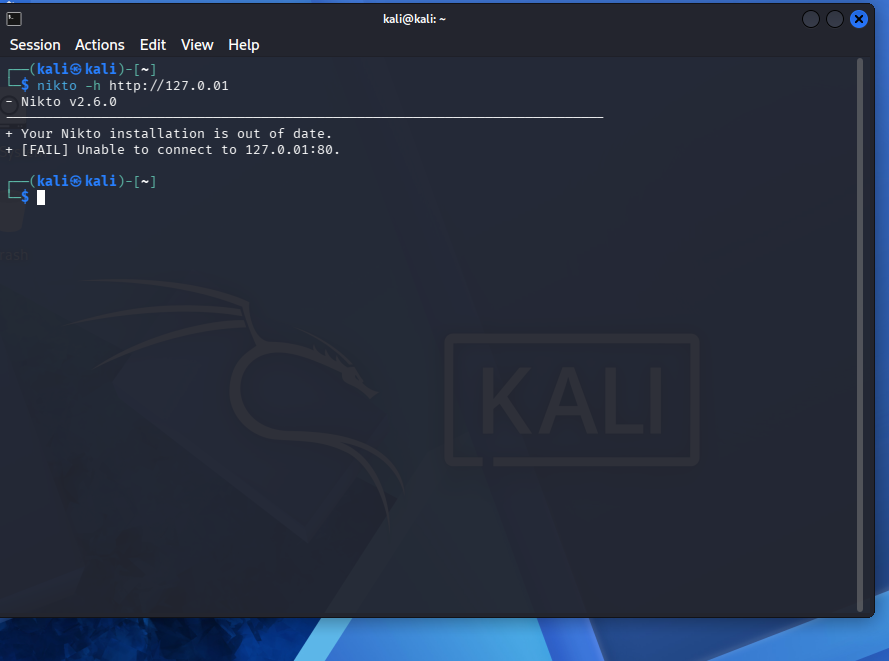 kali@kali: ~
Session Actions Edit View Help
┌──(kali㉿kali)-[~]
└─$ nikto -h http://127.0.01
- Nikto v2.6.0
+ Your Nikto installation is out of date.
+ [FAIL] Unable to connect to 127.0.01:80.
┌──(kali㉿kali)-[~]
└─$
KALI